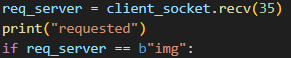 req_server = client_socket.recv(35)
print("requested")
if req_server == b"img":